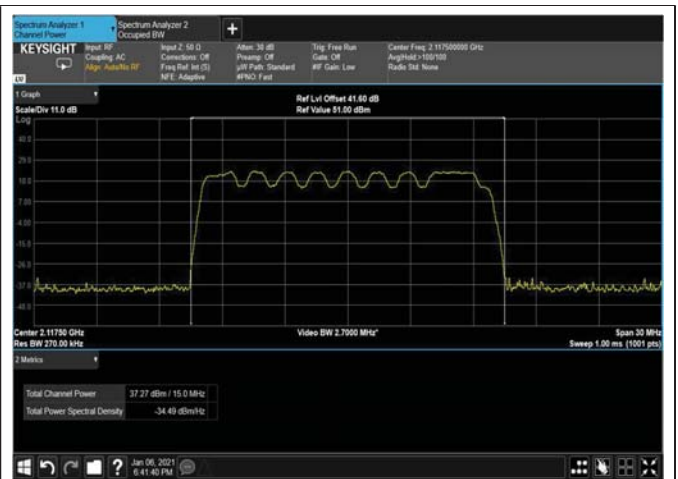 Spectrum Analyzer 1
Channel Power
Spectrum Analyzer 2
Occupied BW
KEYSIGHT
Input: RF
Coupling: AC
Align: Auto/No RF
Input Z: 50 Ω
Corrections: Off
Freq Ref: Int (S)
NFE: Adaptive
Atten: 30 dB
Preamp: Off
µW Path: Standard
#PNO: Fast
Trig: Free Run
Gate: Off
#IF Gain: Low
Center Freq: 2.117500000 GHz
Avg|Hold:>100/100
Radio Std: None
LVI
1 Graph
Scale/Div 11.0 dB
Ref Lvl Offset 41.60 dB
Ref Value 51.00 dBm
Log
40.0
29.0
18.0
7.00
-4.00
-15.0
-26.0
-37.0
-48.0
Center 2.11750 GHz
Video BW 2.7000 MHz*
Span 30 MHz
Res BW 270.00 kHz
Sweep 1.00 ms (1001 pts)
2 Metrics
Total Channel Power 37.27 dBm / 15.0 MHz
Total Power Spectral Density -34.49 dBm/Hz
Jan 06, 2021
6:41:40 PM